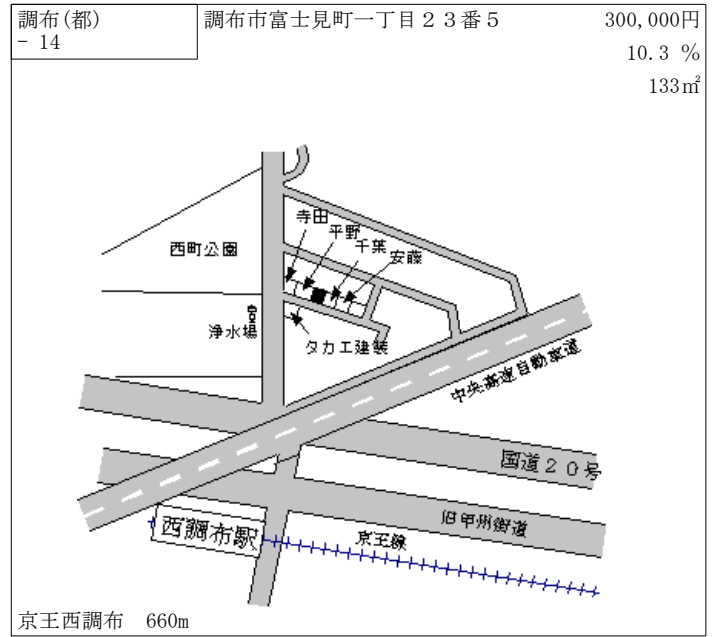 調布(都)
- 14
調布市富士見町一丁目２３番５
300,000円
10.3 %
133㎡
寺田
平野
千葉
安藤
西町公園
浄水場
タカエ建装
中央高速自動車道
国道２０号
旧甲州街道
西調布駅
京王線
京王西調布 660m